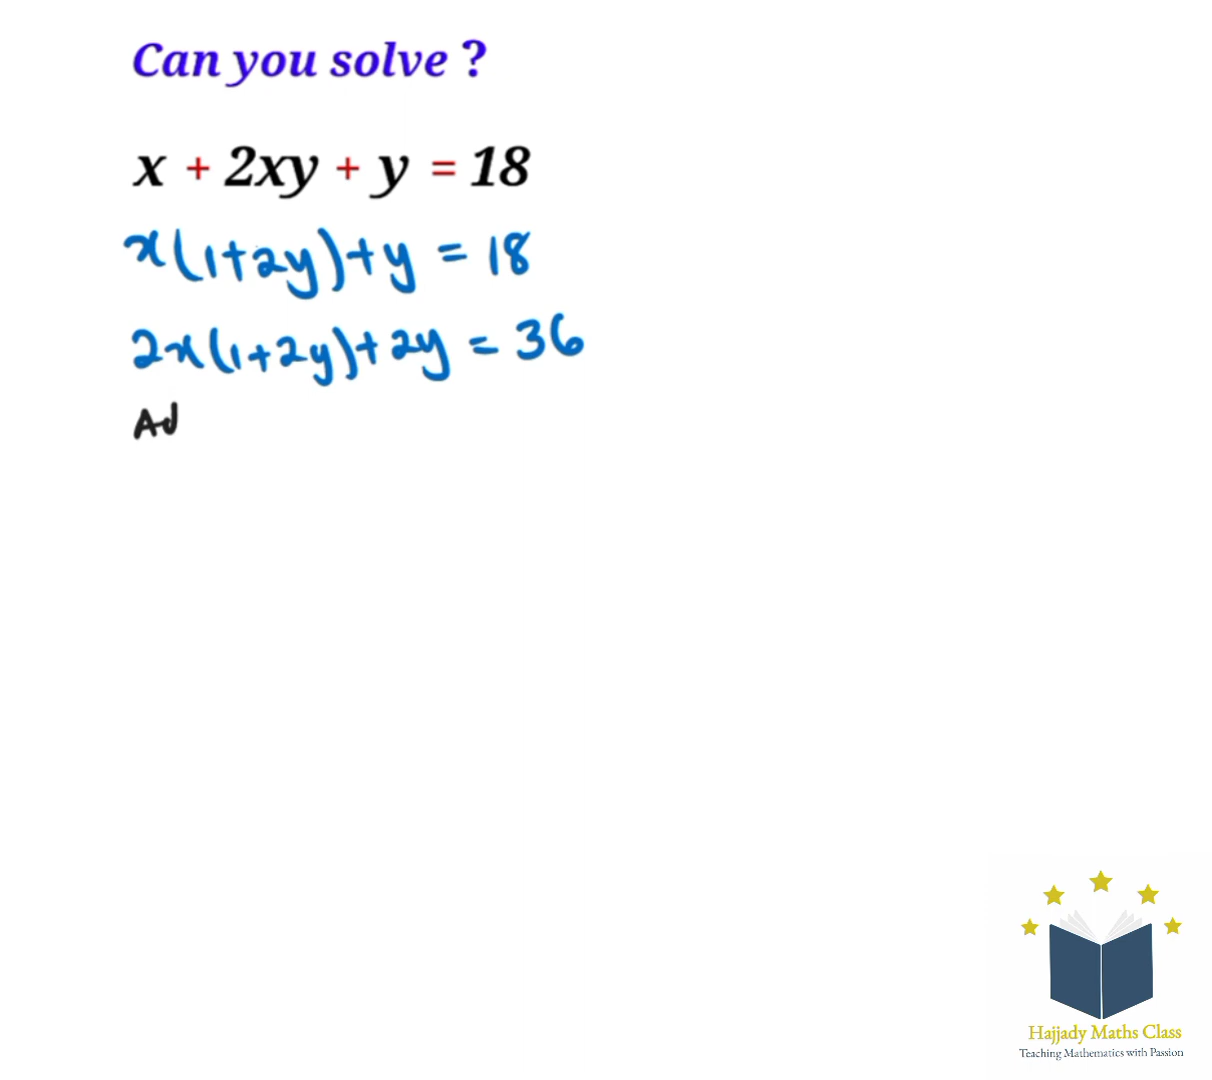 Can you solve ?
x + 2xy + y = 18
x(1+2y)+y = 18
2x(1+2y)+2y = 36
Ad
Hajjady Maths Class
Teaching Mathematics with Passion